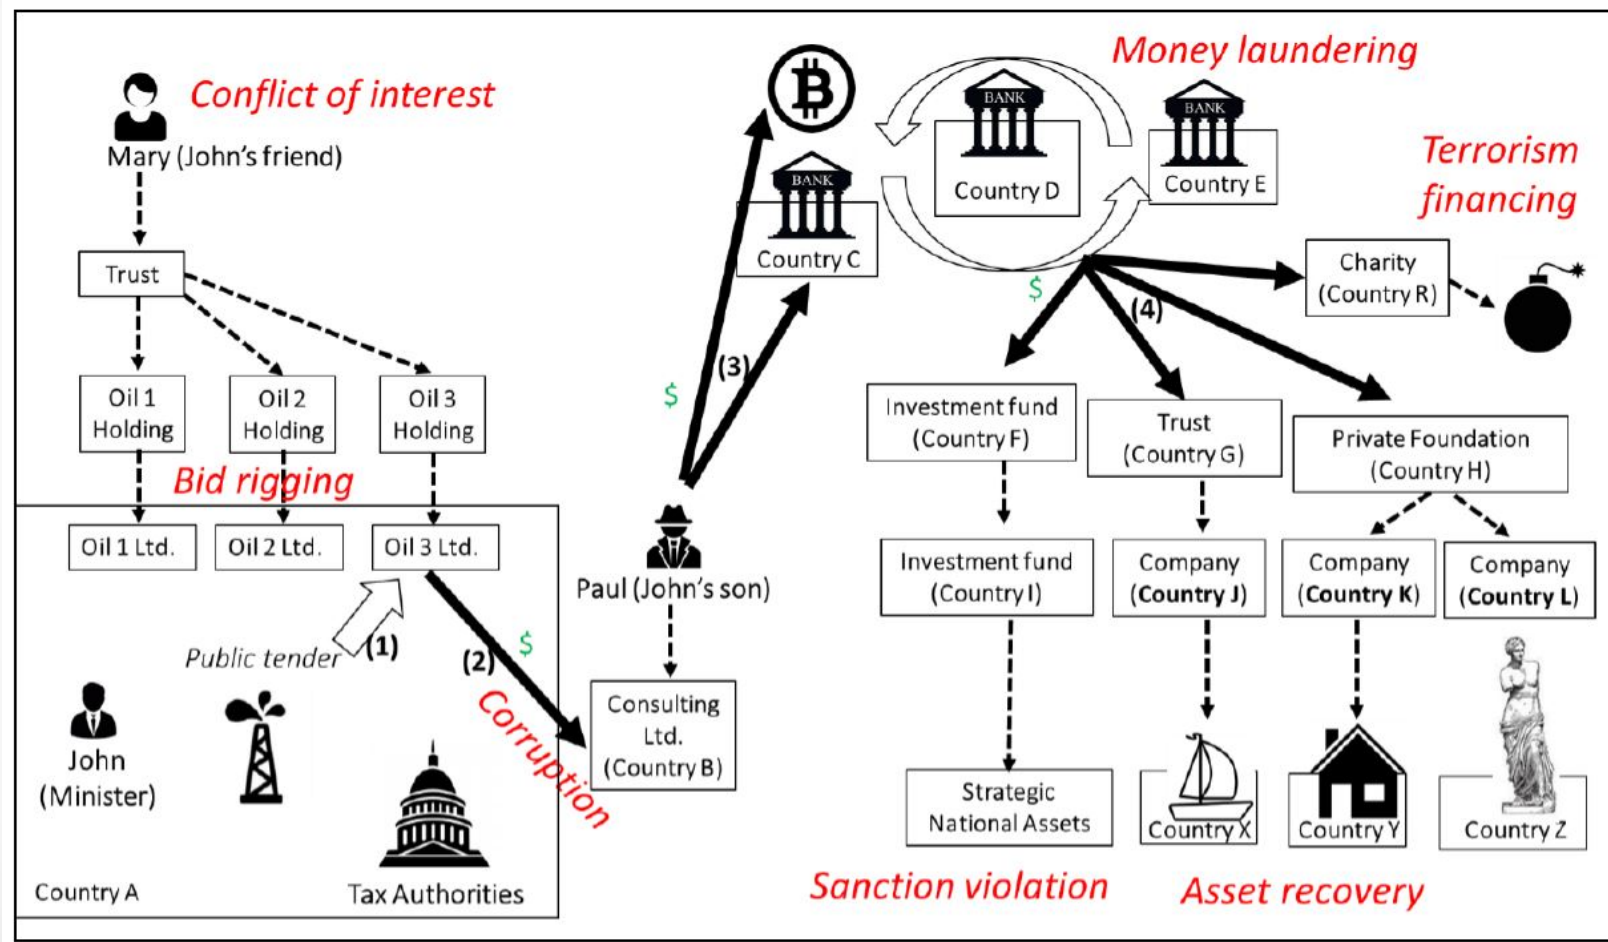 Conflict of interest
Mary (John's friend)
Trust
Oil 1
Holding
Oil 2
Holding
Oil 3
Holding
Bid rigging
Oil 1 Ltd.
Oil 2 Ltd.
Oil 3 Ltd.
Public tender
(1)
(2)
$
Corruption
John
(Minister)
Country A
Tax Authorities
Paul (John's son)
Consulting
Ltd.
(Country B)
$
(3)
₿
BANK
Country C
BANK
Country D
BANK
Country E
Money laundering
Terrorism
financing
$
(4)
Charity
(Country R)
Investment fund
(Country F)
Trust
(Country G)
Private Foundation
(Country H)
Investment fund
(Country I)
Company
(Country J)
Company
(Country K)
Company
(Country L)
Strategic
National Assets
Country X
Country Y
Country Z
Sanction violation
Asset recovery